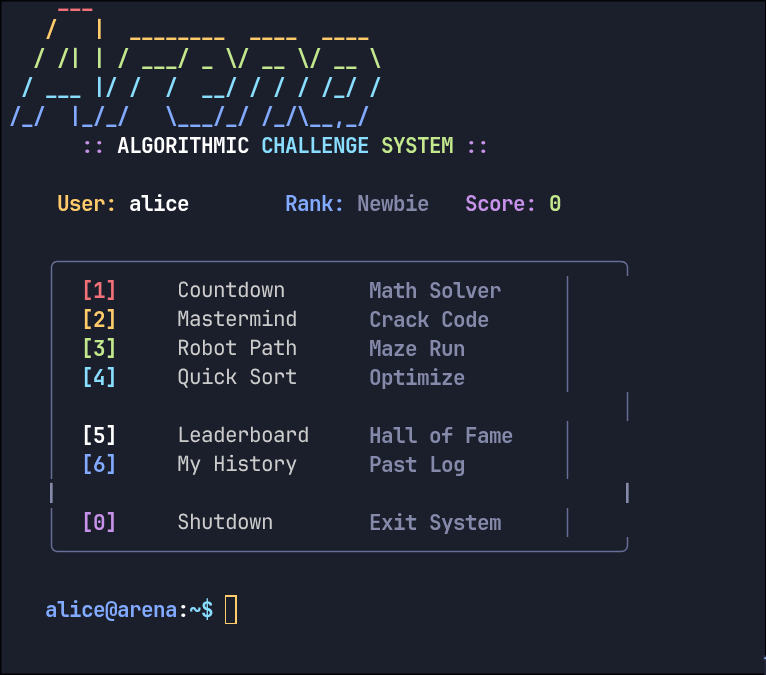 Arena
:: ALGORITHMIC CHALLENGE SYSTEM ::
User: alice Rank: Newbie Score: 0
[1] Countdown Math Solver
[2] Mastermind Crack Code
[3] Robot Path Maze Run
[4] Quick Sort Optimize
[5] Leaderboard Hall of Fame
[6] My History Past Log
[0] Shutdown Exit System
alice@arena:~$